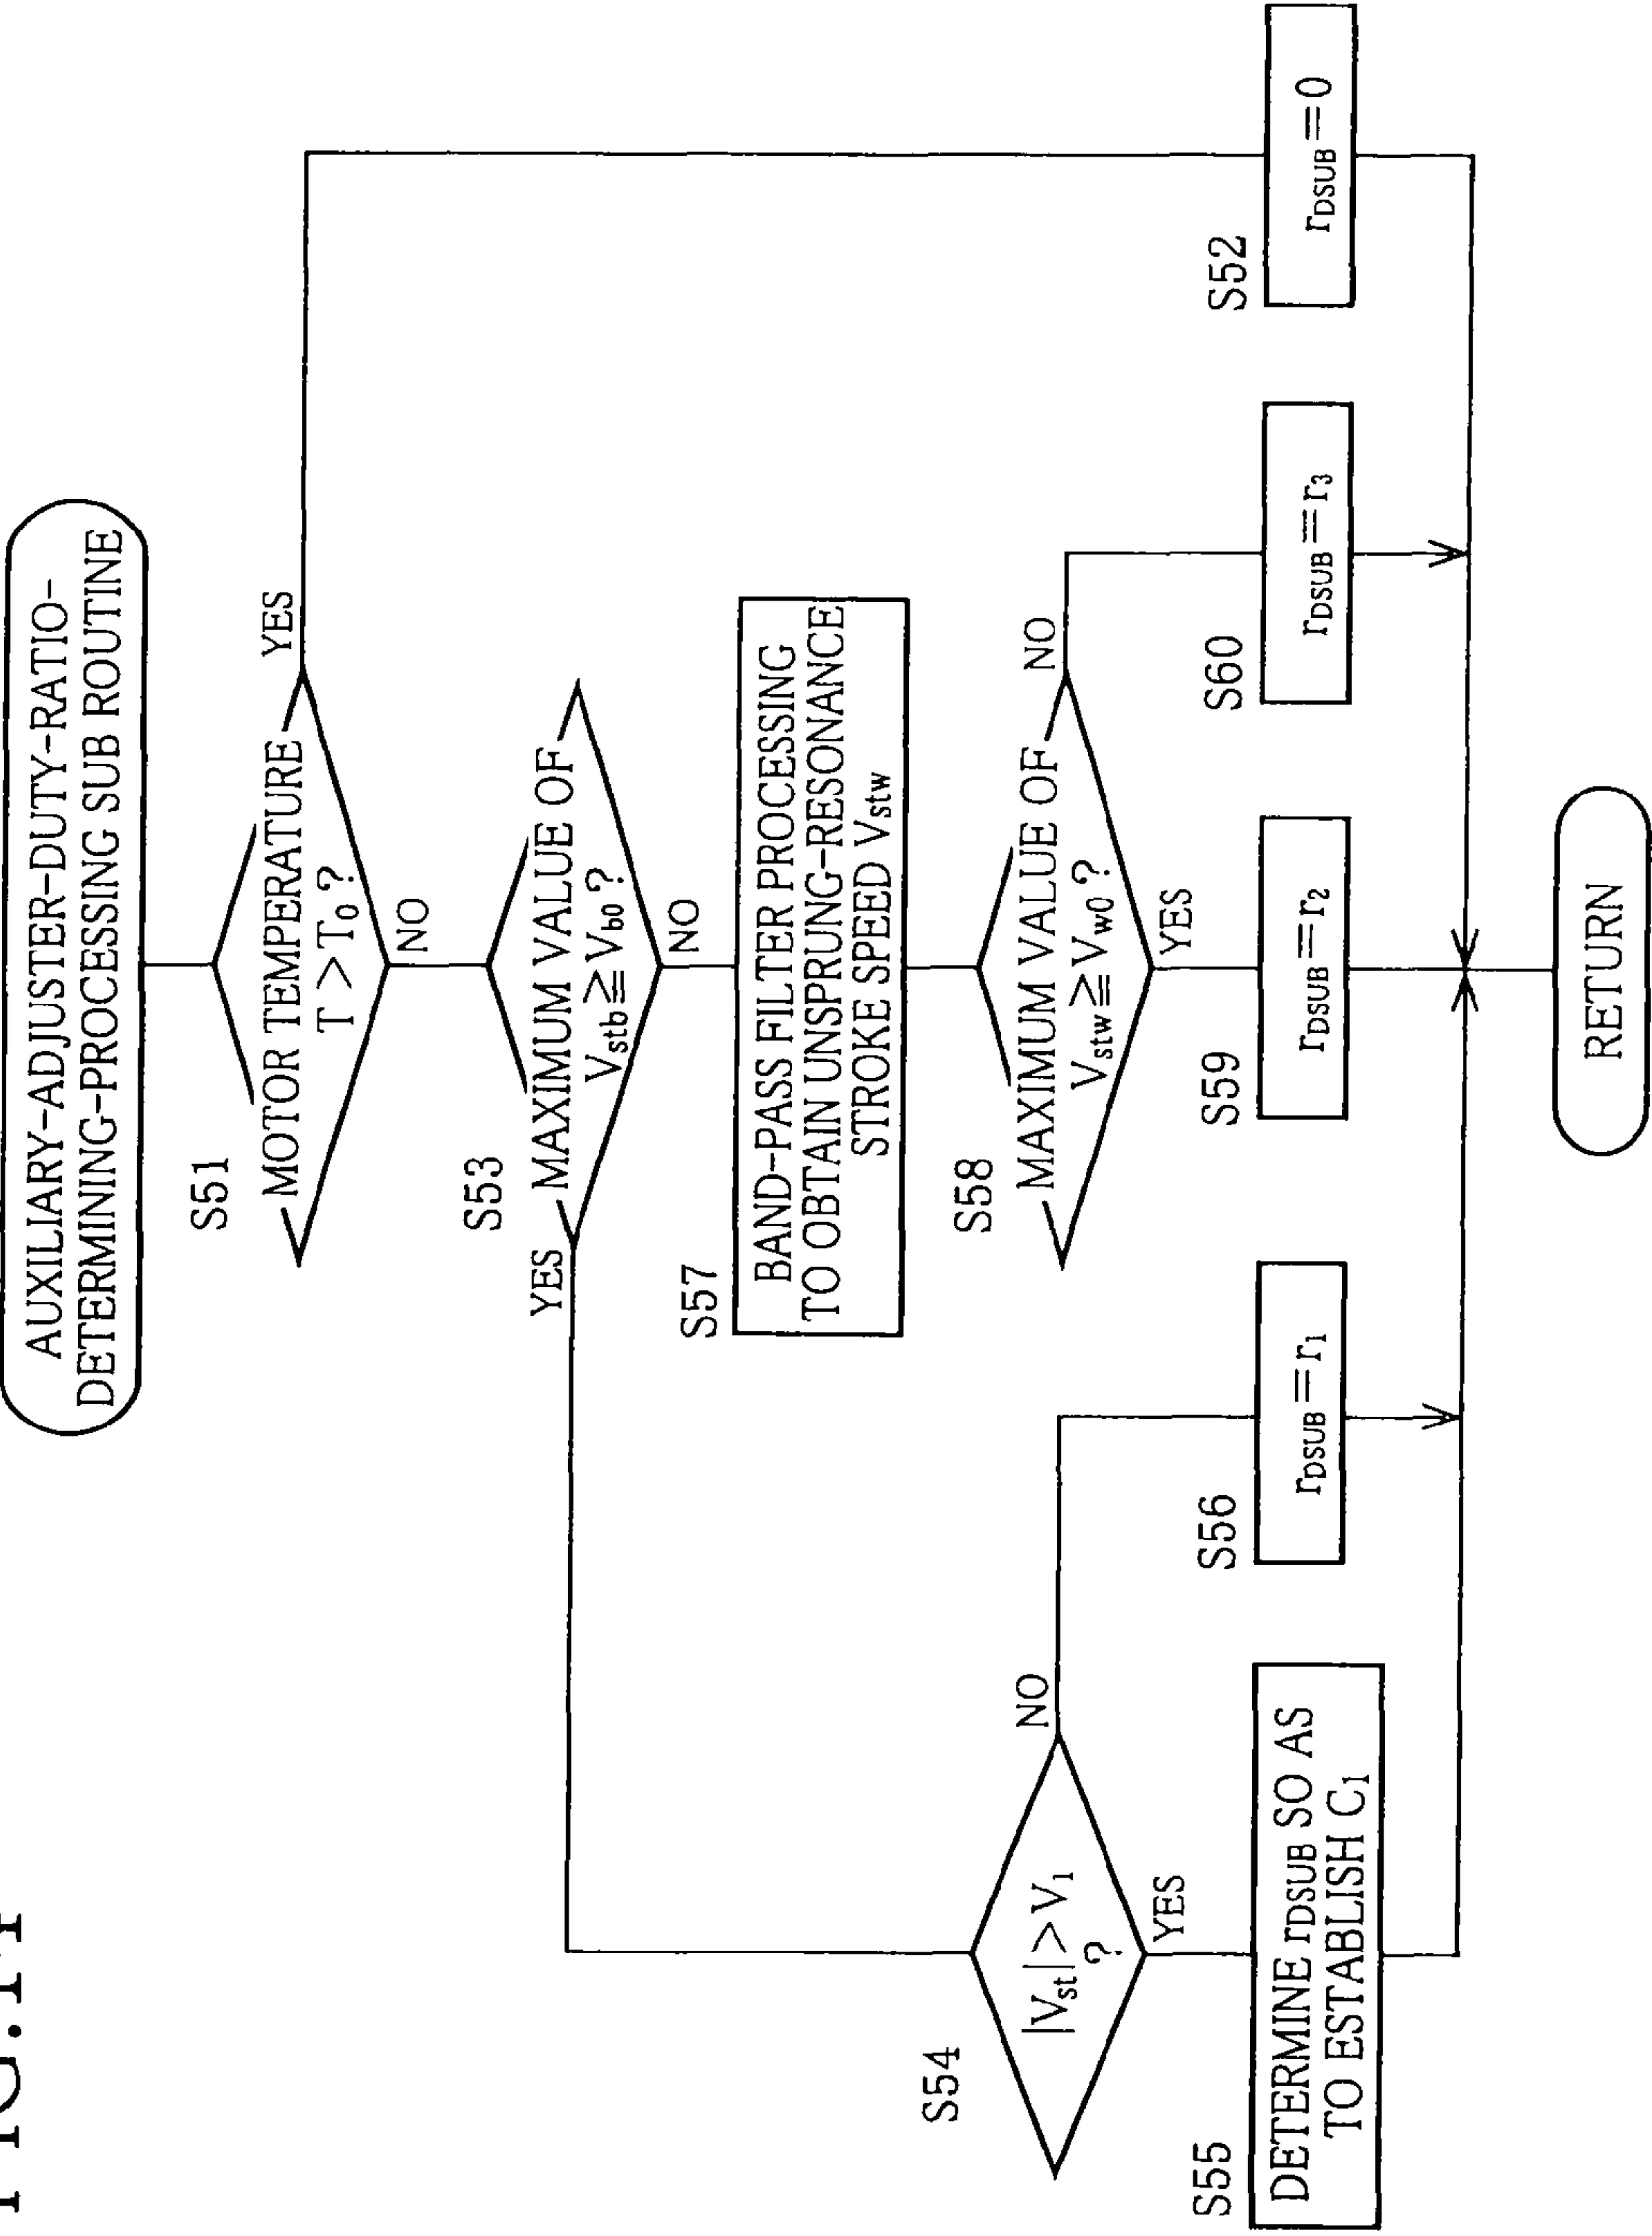 AUXILIARY-ADJUSTER-DUTY-RATIO-
DETERMINING-PROCESSING SUB ROUTINE
S51
MOTOR TEMPERATURE
T > T0 ?
YES
NO
S53
MAXIMUM VALUE OF
Vstb ≧ Vb0 ?
YES
NO
S57
BAND-PASS FILTER PROCESSING
TO OBTAIN UNSPRUNG-RESONANCE
STROKE SPEED Vstw
S54
|Vst| > V1
?
NO
YES
S58
MAXIMUM VALUE OF
Vstw ≧ Vw0 ?
NO
YES
S55
DETERMINE rDSUB SO AS
TO ESTABLISH C1
S56
rDSUB = r1
S59
rDSUB = r2
S60
rDSUB = r3
S52
rDSUB = 0
RETURN